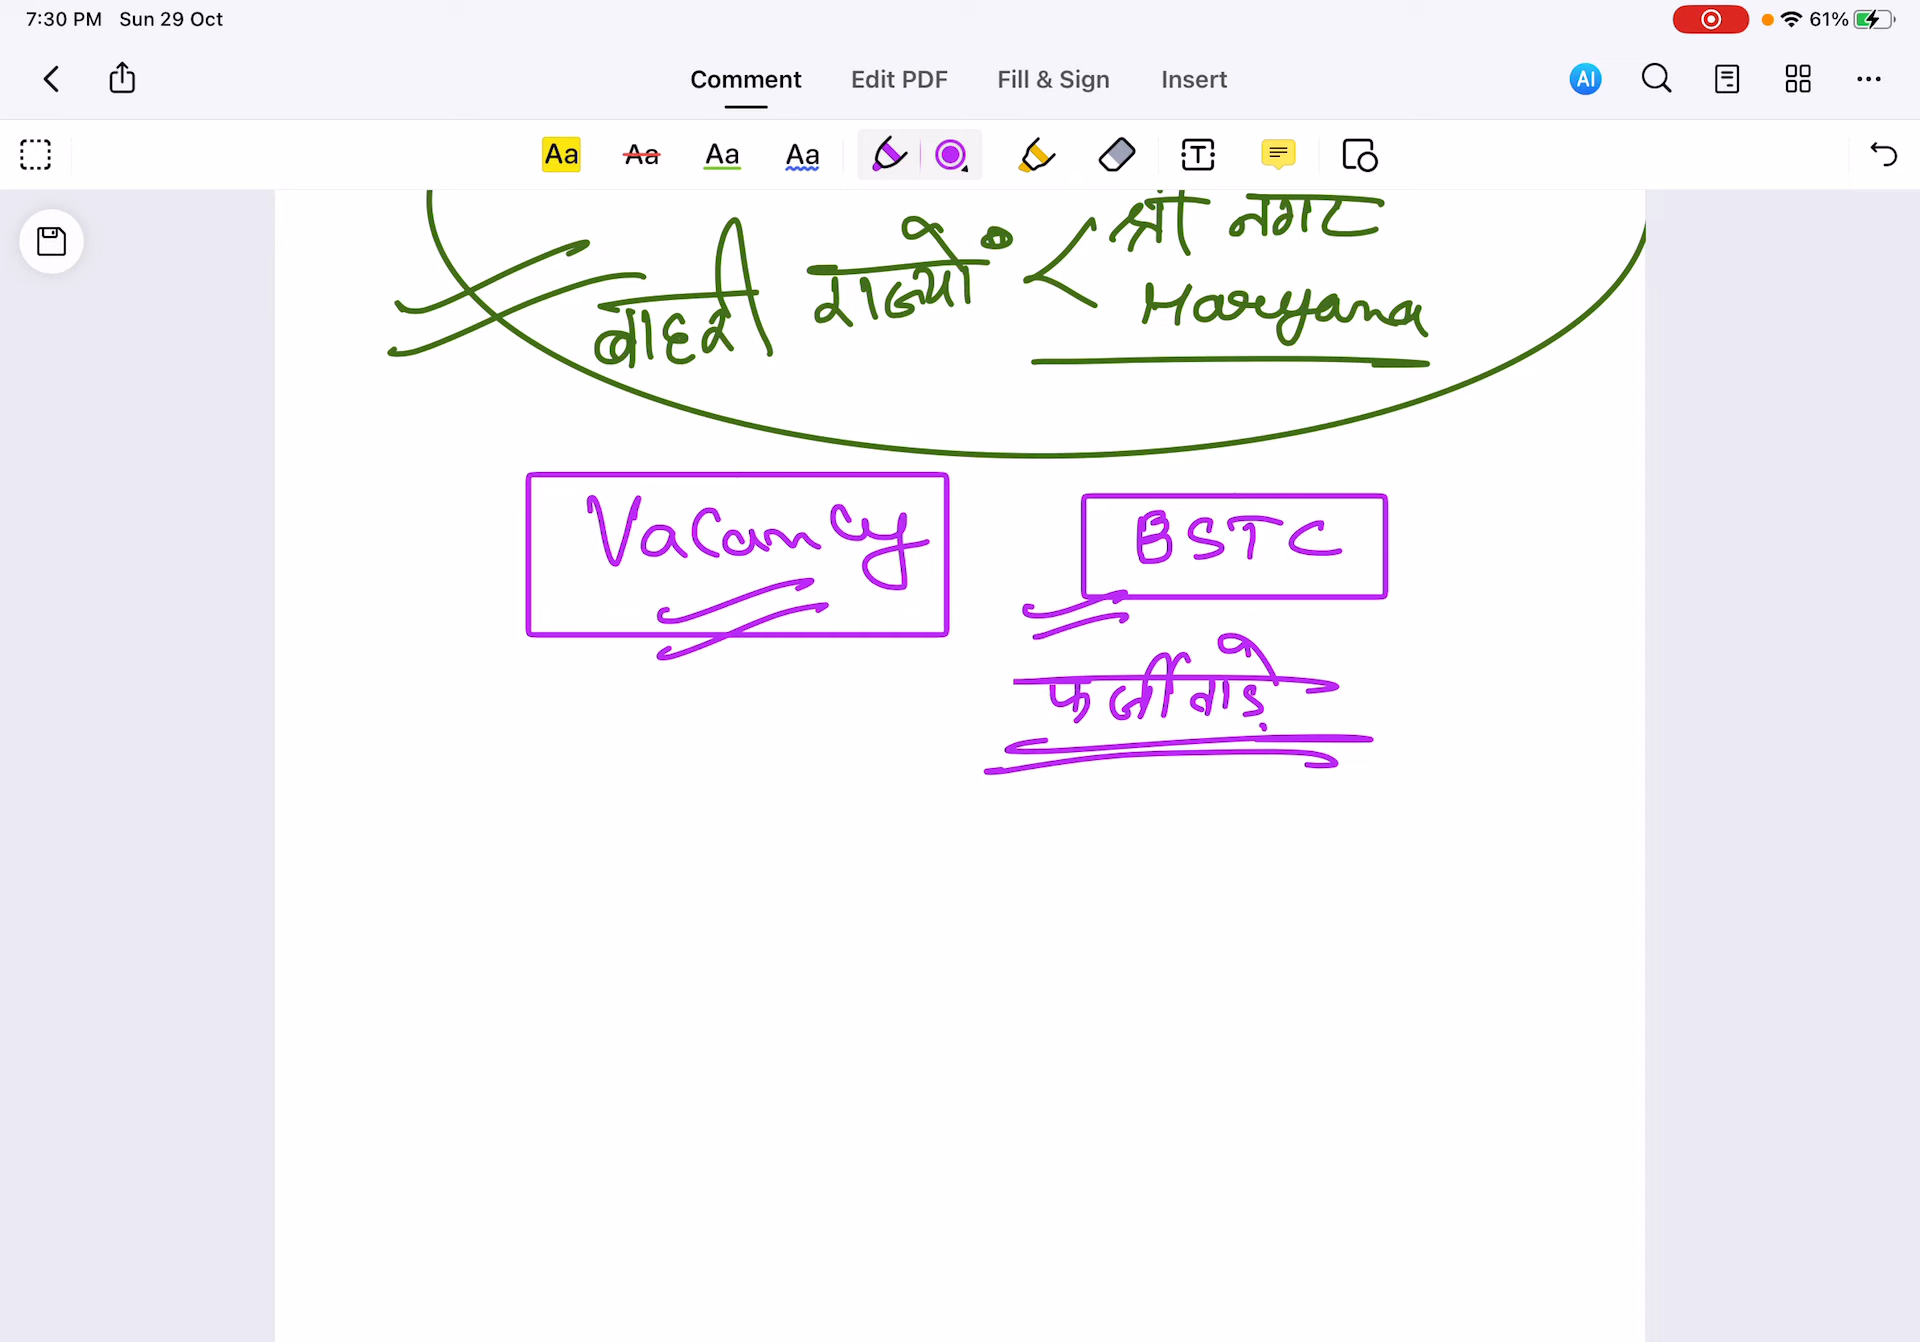 7:30 PM Sun 29 Oct 61%
Comment Edit PDF Fill & Sign Insert AI
Aa Aa Aa Aa T
श्री नगर
बाहरी राज्यों
Haryana
Vacancy BSTC
फर्जीवाड़े